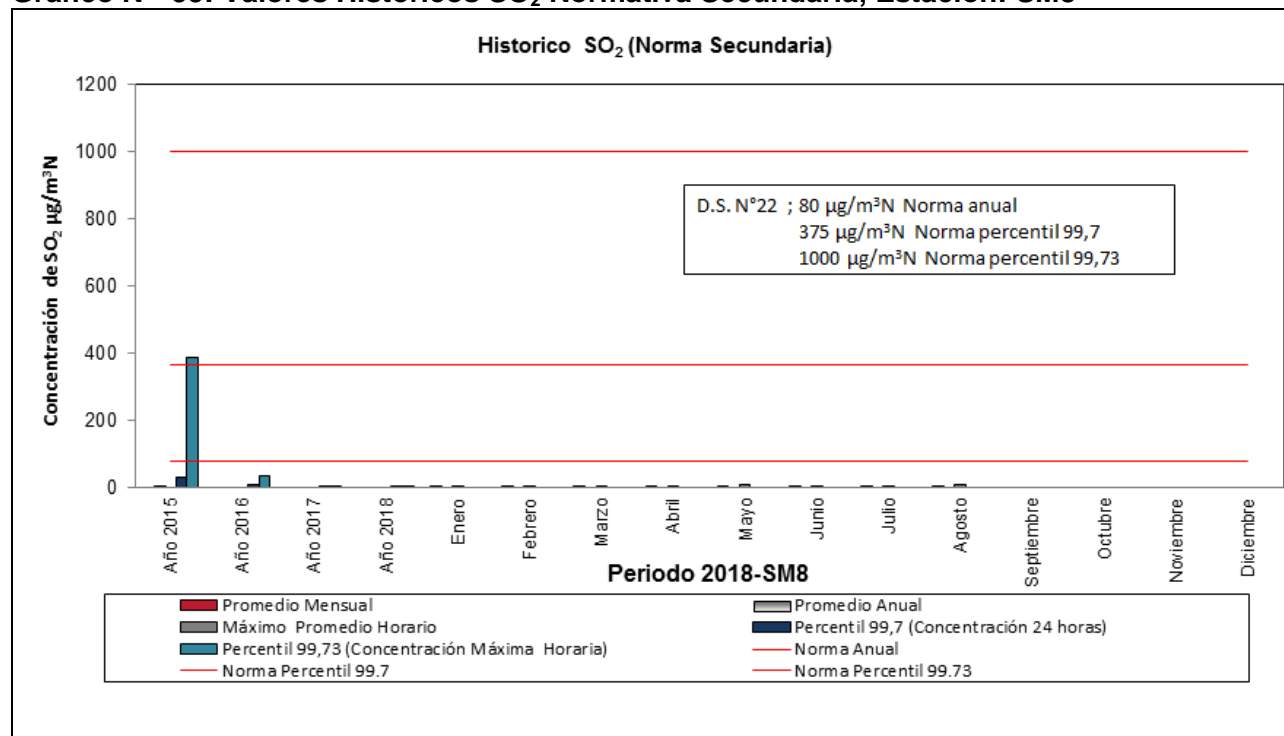 Histórico SO₂ (Norma Secundaria)
1200
1000
800
600
400
200
0
Concentración de SO₂ µg/m³N
D.S. N°22 ; 80 µg/m³N Norma anual
375 µg/m³N Norma percentil 99,7
1000 µg/m³N Norma percentil 99,73
Año 2015
Año 2016
Año 2017
Año 2018
Enero
Febrero
Marzo
Abril
Mayo
Junio
Julio
Agosto
Septiembre
Octubre
Noviembre
Diciembre
Periodo 2018-SM8
Promedio Mensual
Promedio Anual
Máximo Promedio Horario
Percentil 99,7 (Concentración 24 horas)
Percentil 99,73 (Concentración Máxima Horaria)
Norma Anual
Norma Percentil 99.7
Norma Percentil 99.73